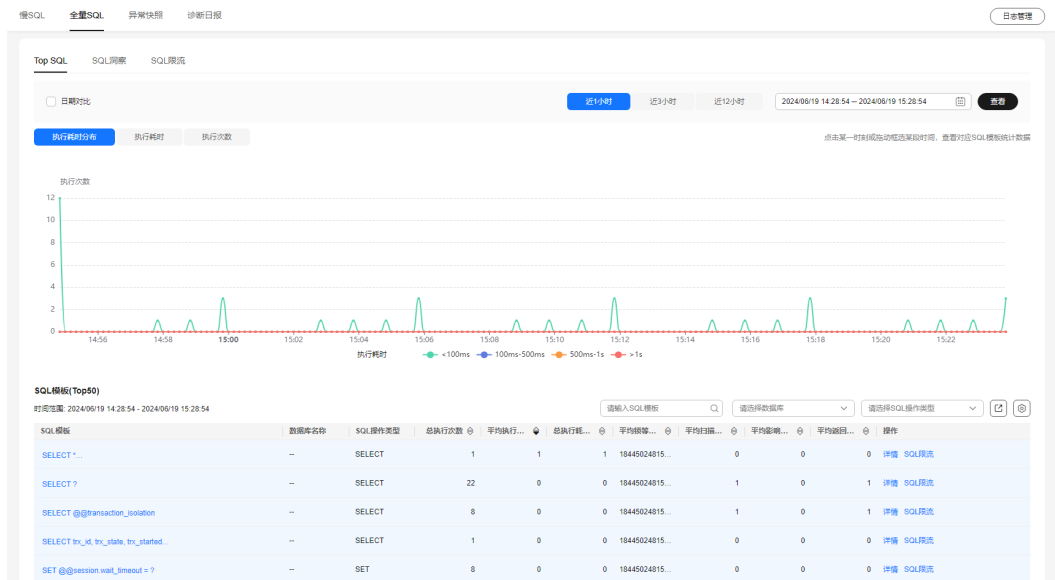 慢SQL 全量SQL 异常快照 诊断日报 日志管理
Top SQL SQL洞察 SQL限流
日期对比 近1小时 近3小时 近12小时 2024/06/19 14:28:54 – 2024/06/19 15:28:54 查看
执行耗时分布 执行耗时 执行次数 点击某一时刻或拖动框选某段时间，查看对应SQL模板统计数据
执行次数
12
10
8
6
4
2
0
14:56 14:58 15:00 15:02 15:04 15:06 15:08 15:10 15:12 15:14 15:16 15:18 15:20 15:22
执行耗时 <100ms 100ms-500ms 500ms-1s >1s
SQL模板(Top50)
时间范围: 2024/06/19 14:28:54 - 2024/06/19 15:28:54 请输入SQL模板 请选择数据库 请选择SQL操作类型
SQL模板 数据库名称 SQL操作类型 总执行次数 平均执行... 总执行耗... 平均锁等... 平均扫描... 平均影响... 平均返回... 操作
SELECT *... -- SELECT 1 1 1 18445024815... 0 0 0 详情 SQL限流
SELECT ? -- SELECT 22 0 0 18445024815... 1 0 1 详情 SQL限流
SELECT @@transaction_isolation -- SELECT 8 0 0 18445024815... 1 0 1 详情 SQL限流
SELECT trx_id, trx_state, trx_started... -- SELECT 1 0 0 18445024815... 0 0 0 详情 SQL限流
SET @@session.wait_timeout = ? -- SET 8 0 0 18445024815... 0 0 0 详情 SQL限流